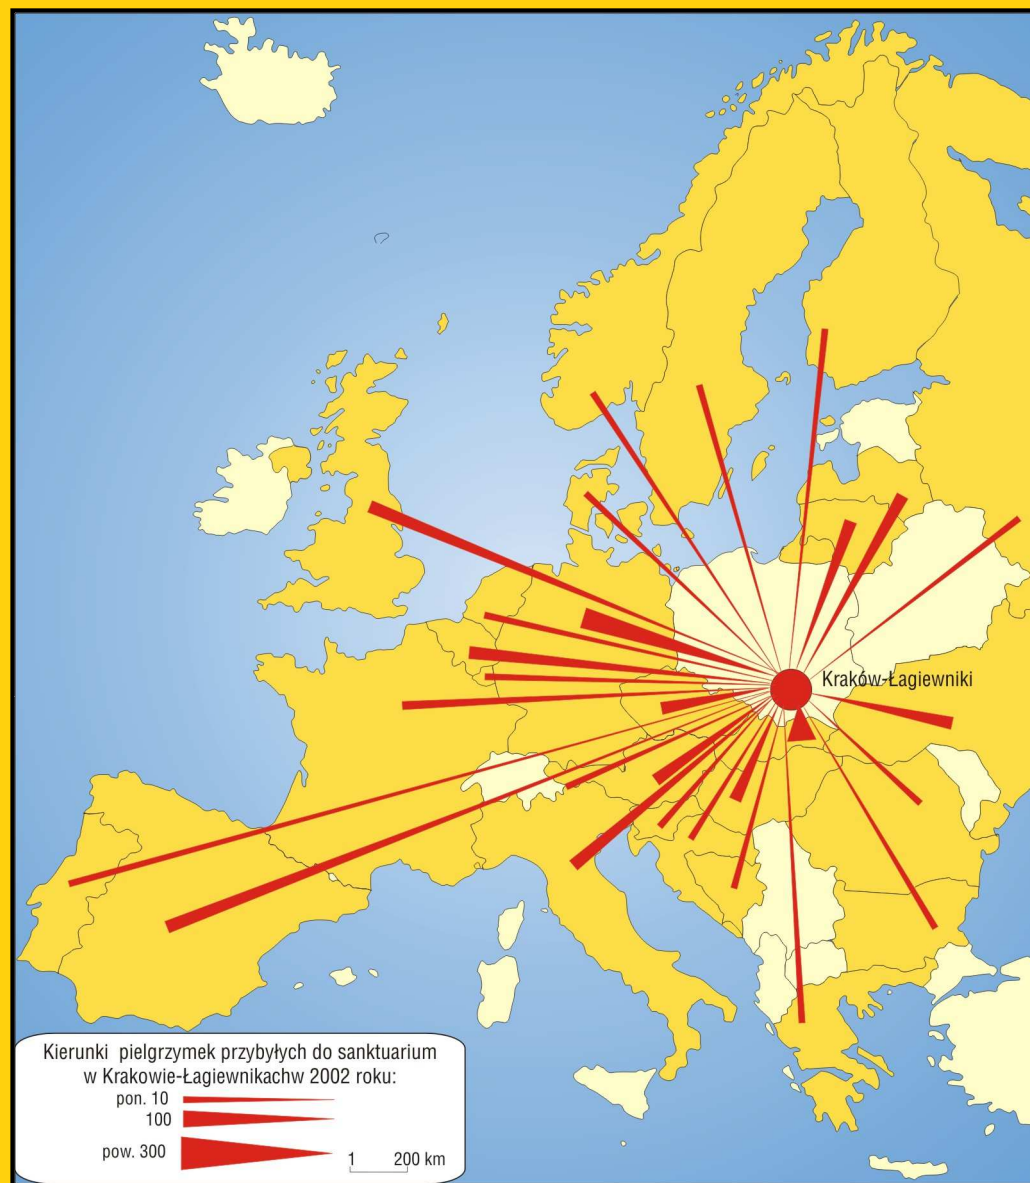 Kraków-Łagiewniki
Kierunki pielgrzymek przybyłych do sanktuarium
w Krakowie-Łagiewnikachw 2002 roku:
pon. 10
100
pow. 300
1 200 km